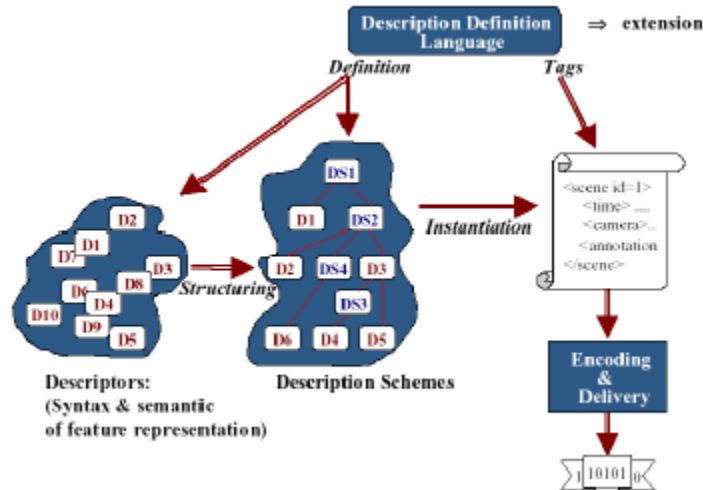 Description Definition
Language
⇒ extension
Definition
Tags
DS1
D1
DS2
D2
DS4
D3
DS3
D6
D4
D5
D2
D1
D7
D3
D8
D6
D4
D10
D9
D5
Structuring
Instantiation
<scene id=1>
<time> ....
<camera>..
<annotation
</scene>
Descriptors:
(Syntax & semantic
of feature representation)
Description Schemes
Encoding
&
Delivery
1 10101 0